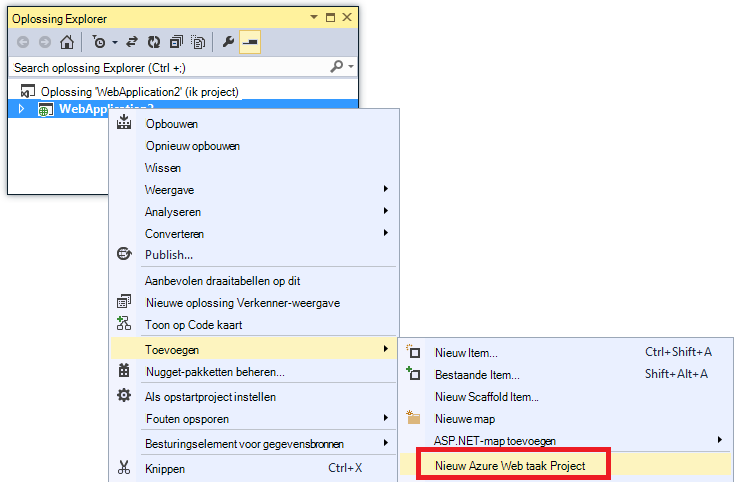 Oplossing Explorer
Search oplossing Explorer (Ctrl +;)
Oplossing 'WebApplication2' (ik project)
WebApplication2
Opbouwen
Opnieuw opbouwen
Wissen
Weergave
Analyseren
Converteren
Publish...
Aanbevolen draaitabellen op dit
Nieuwe oplossing Verkenner-weergave
Toon op Code kaart
Toevoegen
Nugget-pakketten beheren...
Als opstartproject instellen
Fouten opsporen
Besturingselement voor gegevensbronnen
Knippen Ctrl+X
Nieuw Item... Ctrl+Shift+A
Bestaande Item... Shift+Alt+A
Nieuw Scaffold Item...
Nieuwe map
ASP.NET-map toevoegen
Nieuw Azure Web taak Project